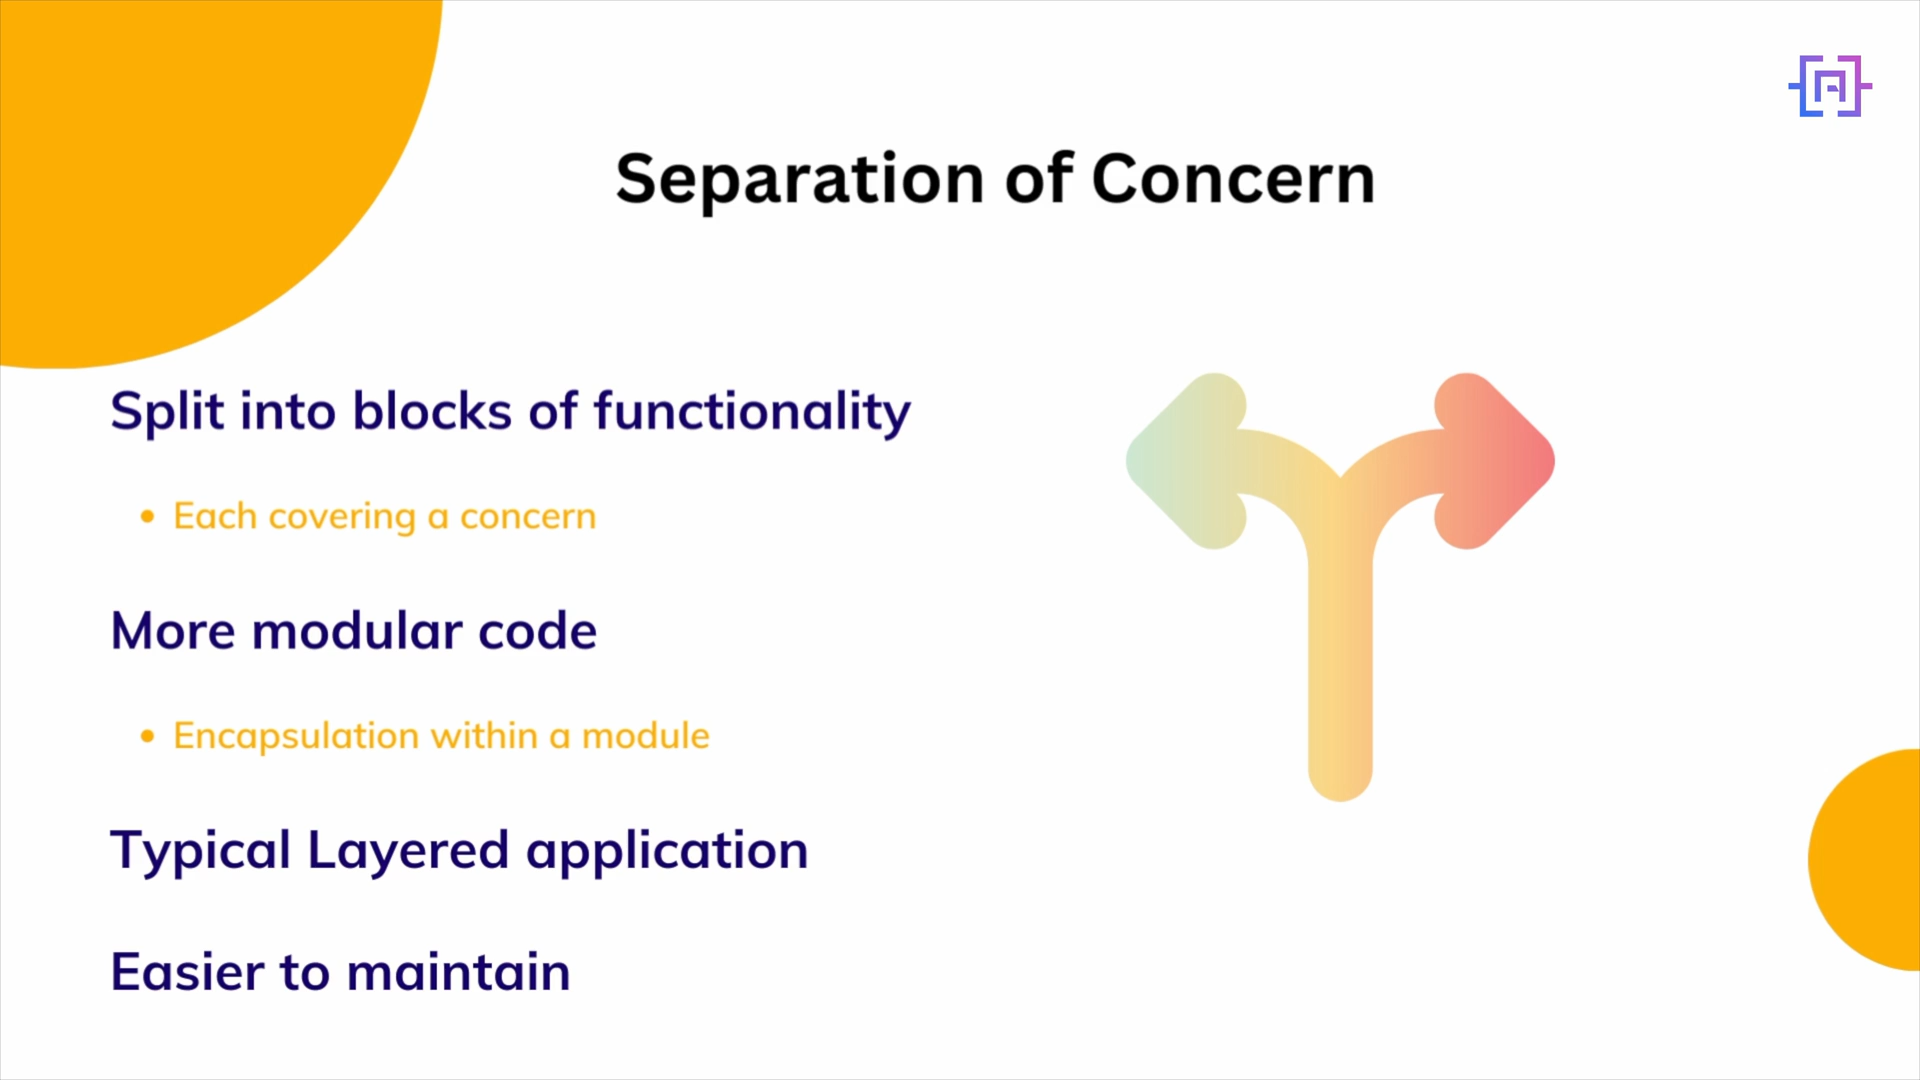 Separation of Concern
Split into blocks of functionality
• Each covering a concern
More modular code
• Encapsulation within a module
Typical Layered application
Easier to maintain